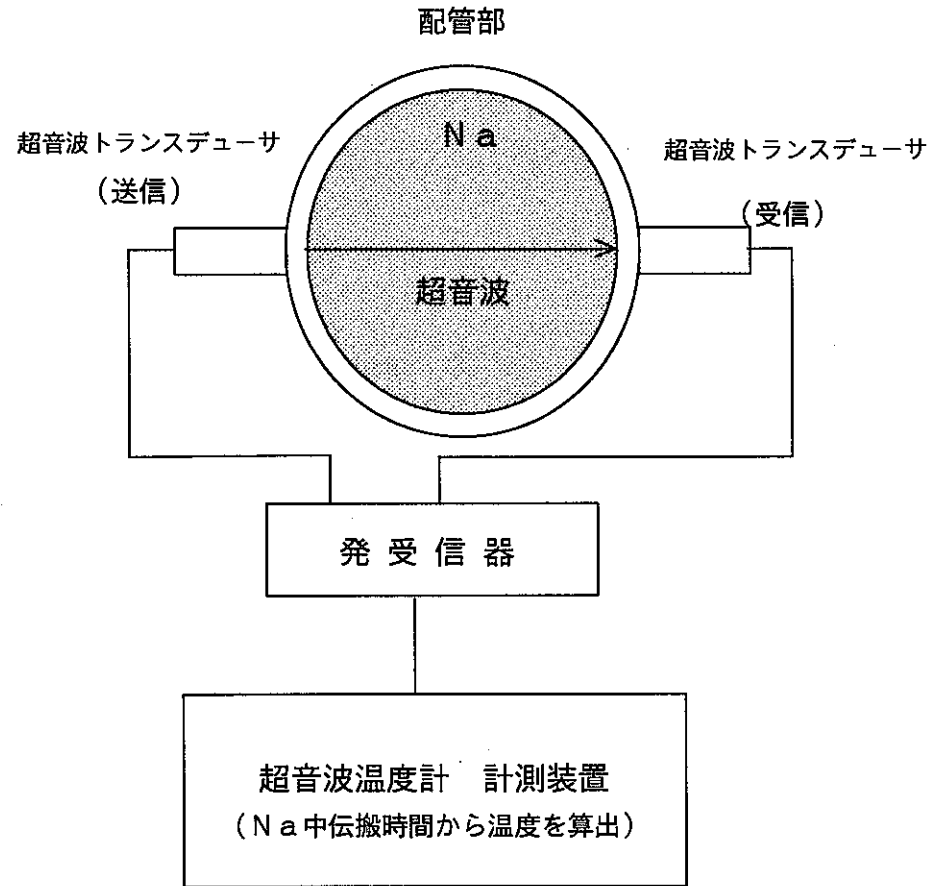 配管部
Ｎａ
超音波トランスデューサ
（送信）
超音波トランスデューサ
（受信）
超音波
発受信器
超音波温度計　計測装置
（Ｎａ中伝搬時間から温度を算出）